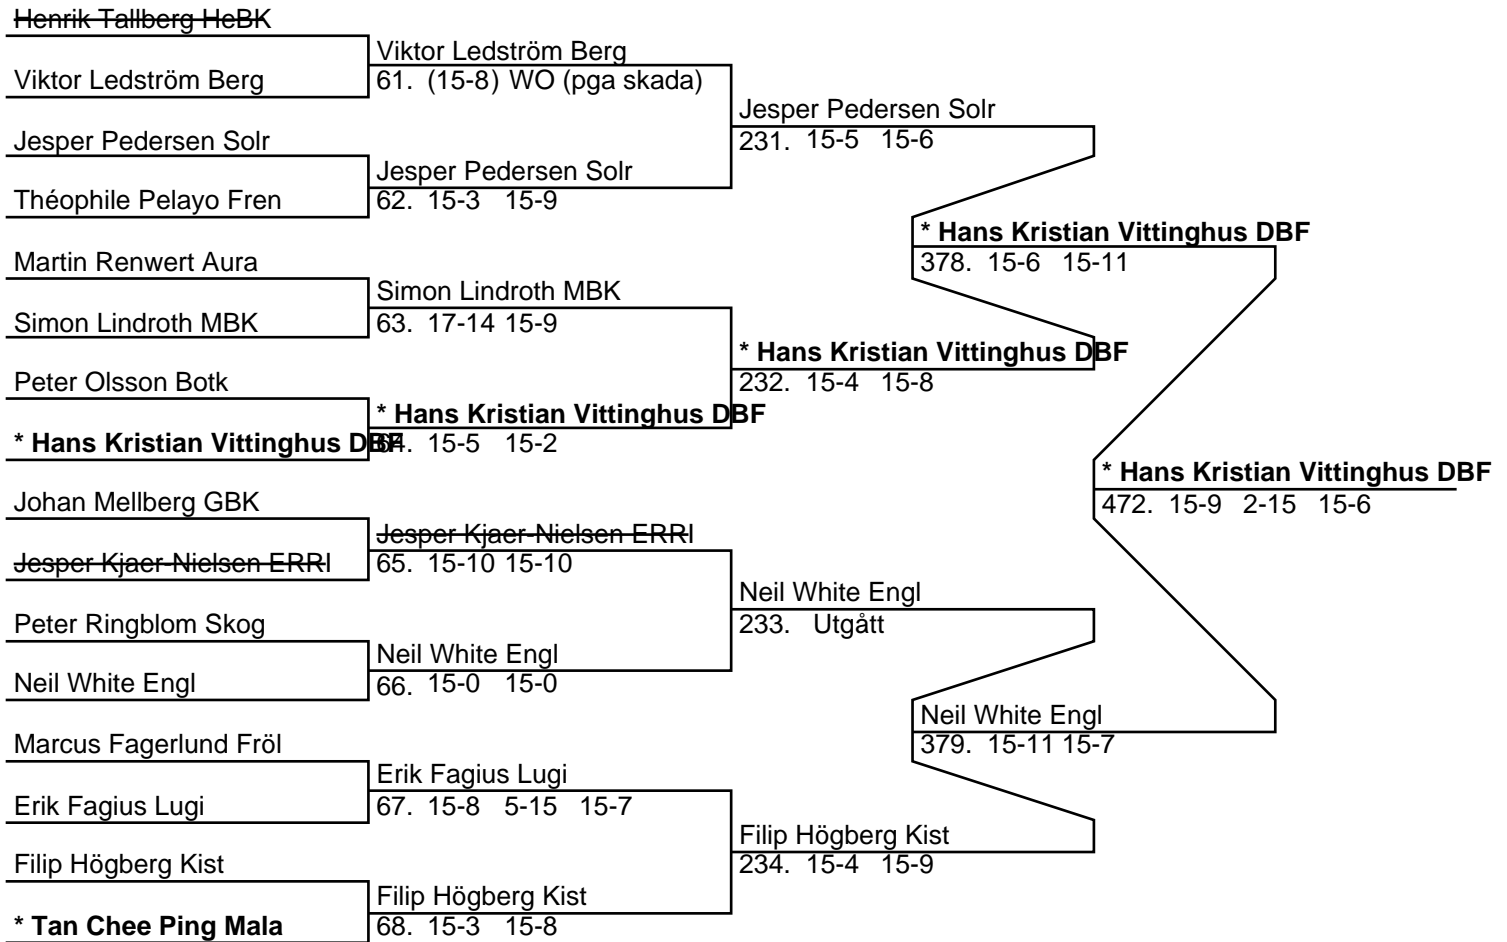 Henrik Tallberg HeBK
Viktor Ledström Berg
Viktor Ledström Berg
61. (15-8) WO (pga skada)
Jesper Pedersen Solr
231. 15-5 15-6
Jesper Pedersen Solr
Jesper Pedersen Solr
Théophile Pelayo Fren
62. 15-3 15-9
* Hans Kristian Vittinghus DBF
378. 15-6 15-11
Martin Renwert Aura
Simon Lindroth MBK
Simon Lindroth MBK
63. 17-14 15-9
* Hans Kristian Vittinghus DBF
232. 15-4 15-8
Peter Olsson Botk
* Hans Kristian Vittinghus DBF
* Hans Kristian Vittinghus DBF
64. 15-5 15-2
* Hans Kristian Vittinghus DBF
472. 15-9 2-15 15-6
Johan Mellberg GBK
Jesper Kjaer-Nielsen ERRI
Jesper Kjaer-Nielsen ERRI
65. 15-10 15-10
Neil White Engl
233. Utgått
Peter Ringblom Skog
Neil White Engl
Neil White Engl
66. 15-0 15-0
Neil White Engl
379. 15-11 15-7
Marcus Fagerlund Fröl
Erik Fagius Lugi
Erik Fagius Lugi
67. 15-8 5-15 15-7
Filip Högberg Kist
234. 15-4 15-9
Filip Högberg Kist
Filip Högberg Kist
* Tan Chee Ping Mala
68. 15-3 15-8